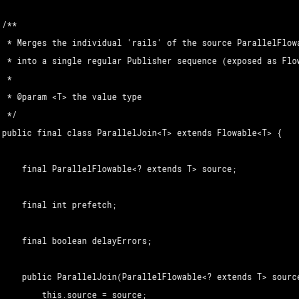 /**
 * Merges the individual 'rails' of the source ParallelFlowa
 * into a single regular Publisher sequence (exposed as Flow
 *
 * @param <T> the value type
 */
public final class ParallelJoin<T> extends Flowable<T> {
    final ParallelFlowable<? extends T> source;
    final int prefetch;
    final boolean delayErrors;
    public ParallelJoin(ParallelFlowable<? extends T> source
        this.source = source;